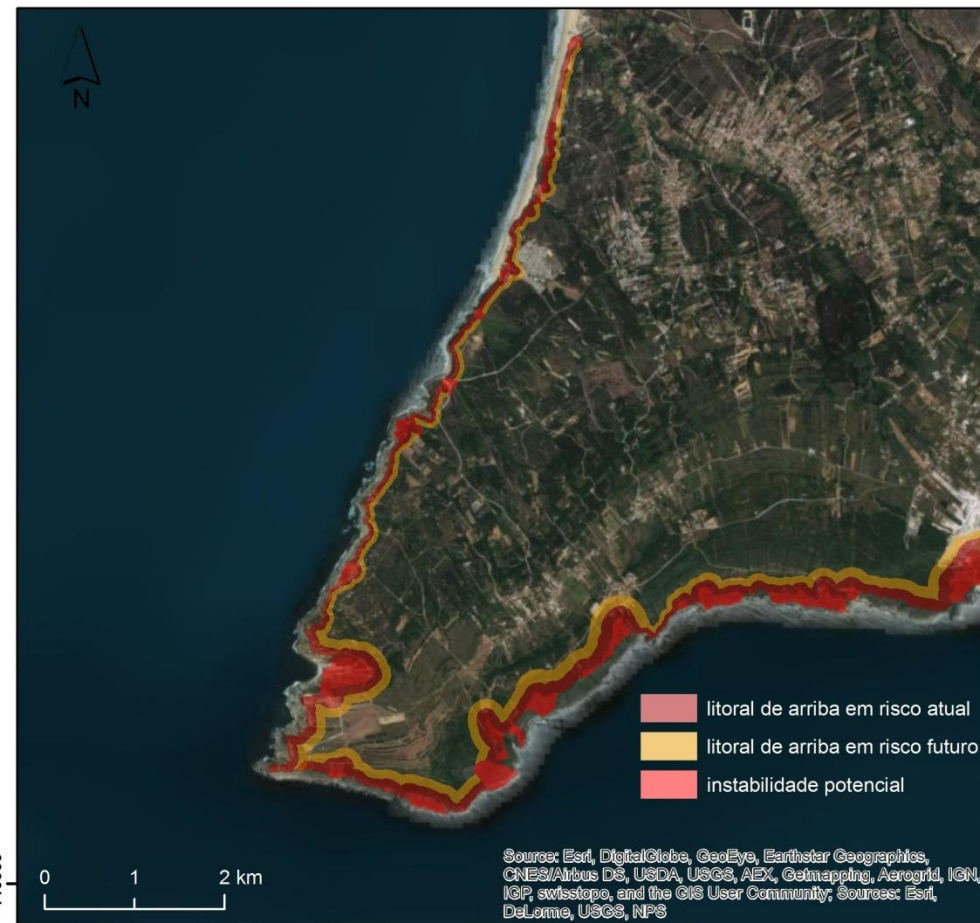 N
litoral de arriba em risco atual
litoral de arriba em risco futuro
instabilidade potencial
0 1 2 km
Source: Esri, DigitalGlobe, GeoEye, Earthstar Geographics,
CNES/Airbus DS, USDA, USGS, AEX, Getmapping, Aerogrid, IGN,
IGP, swisstopo, and the GIS User Community; Sources: Esri,
DeLorme, USGS, NPS